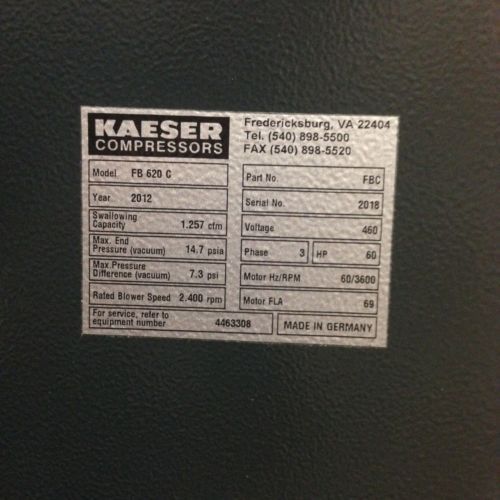 KAESER
COMPRESSORS
Fredericksburg, VA 22404
Tel. (540) 898-5500
FAX (540) 898-5520
Model FB 620 C
Year 2012
Swallowing
Capacity 1.257 cfm
Max. End
Pressure (vacuum) 14.7 psia
Max.Pressure
Difference (vacuum) 7.3 psi
Rated Blower Speed 2.400 rpm
For service, refer to
equipment number 4463308
Part No. FBC
Serial No. 2018
Voltage 460
Phase 3 HP 60
Motor Hz/RPM 60/3600
Motor FLA 69
MADE IN GERMANY